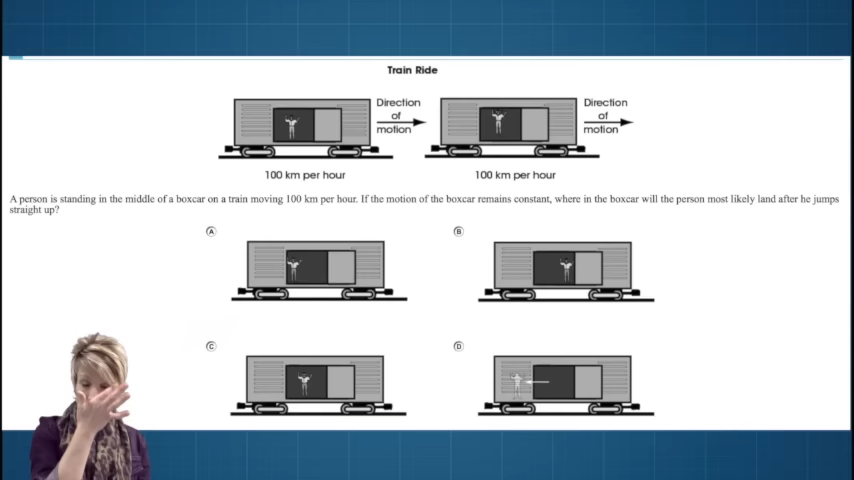 Train Ride
Direction
of
motion
Direction
of
motion
100 km per hour
100 km per hour
A person is standing in the middle of a boxcar on a train moving 100 km per hour. If the motion of the boxcar remains constant, where in the boxcar will the person most likely land after he jumps
straight up?
A
B
C
D